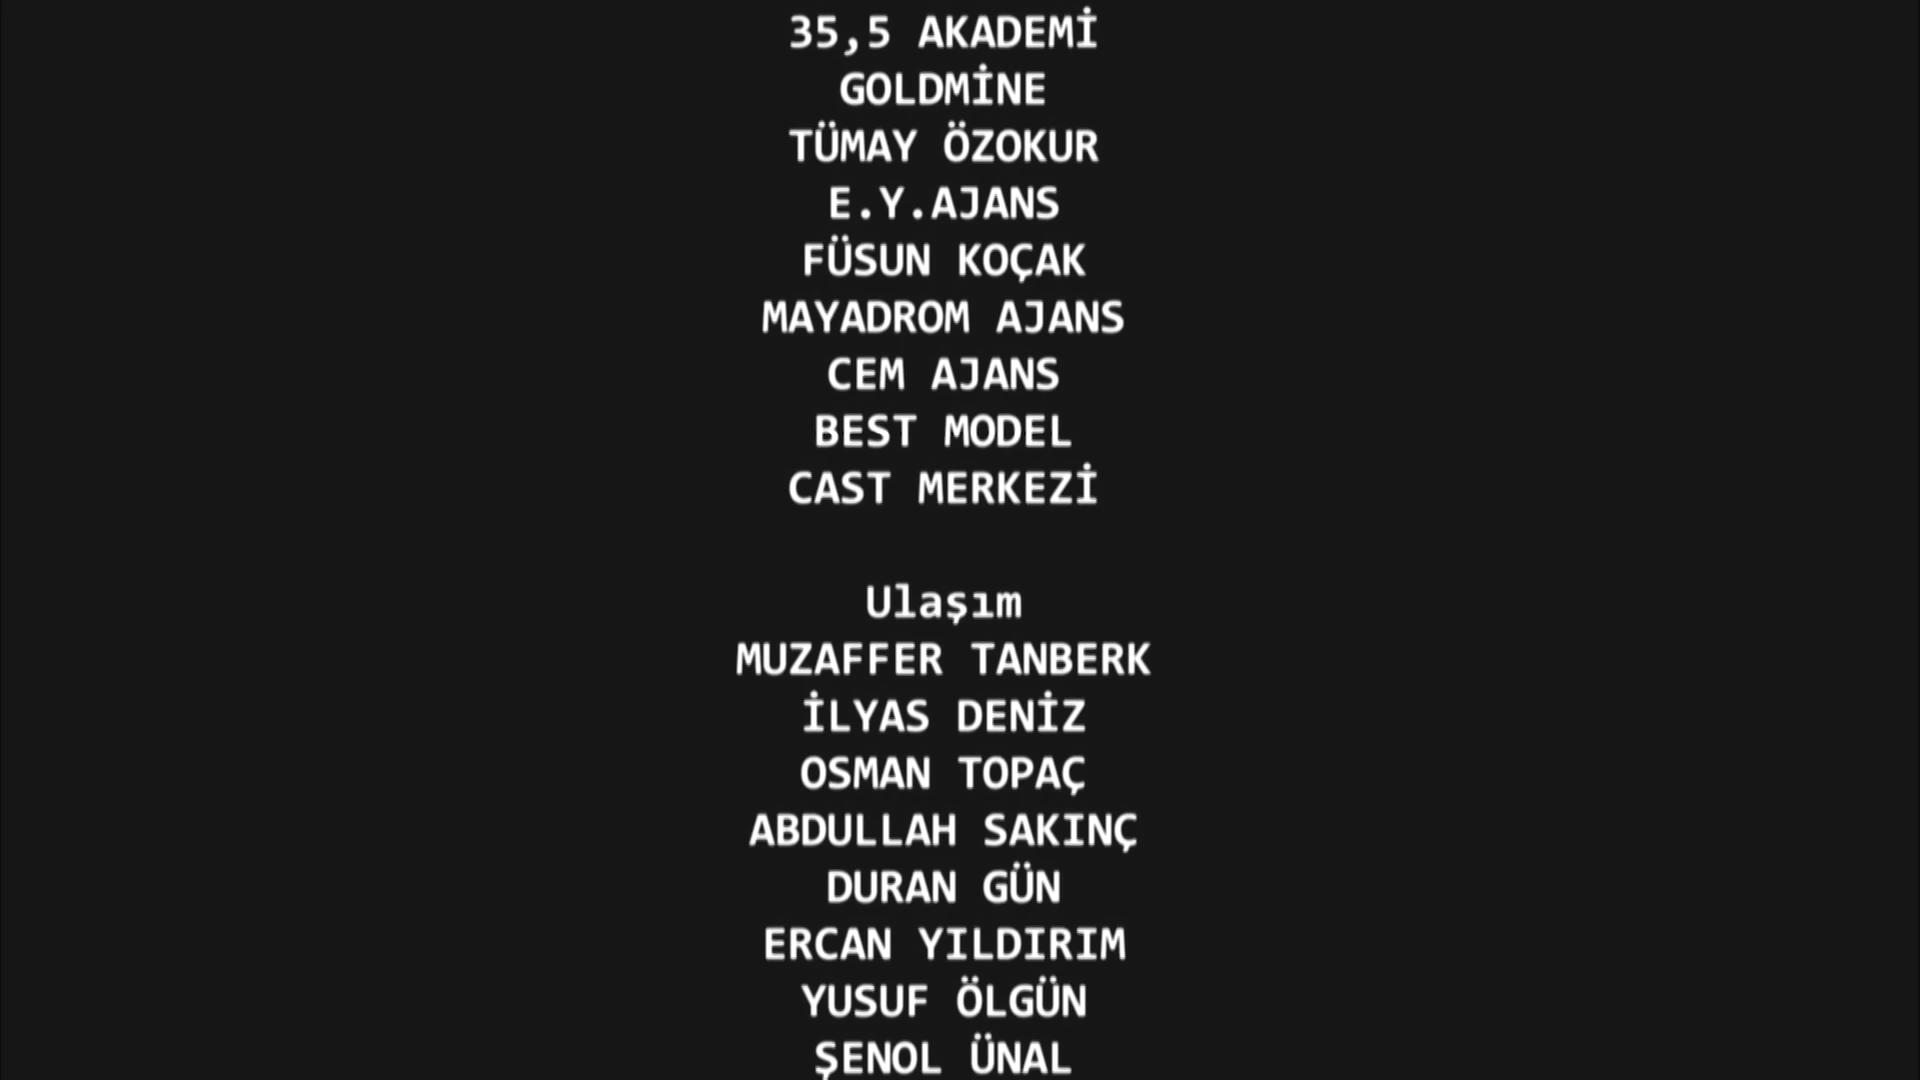 35,5 AKADEMİ
GOLDMİNE
TÜMAY ÖZOKUR
E.Y.AJANS
FÜSUN KOÇAK
MAYADROM AJANS
CEM AJANS
BEST MODEL
CAST MERKEZİ
Ulaşım
MUZAFFER TANBERK
İLYAS DENİZ
OSMAN TOPAÇ
ABDULLAH SAKINÇ
DURAN GÜN
ERCAN YILDIRIM
YUSUF ÖLGÜN
ŞENOL ÜNAL